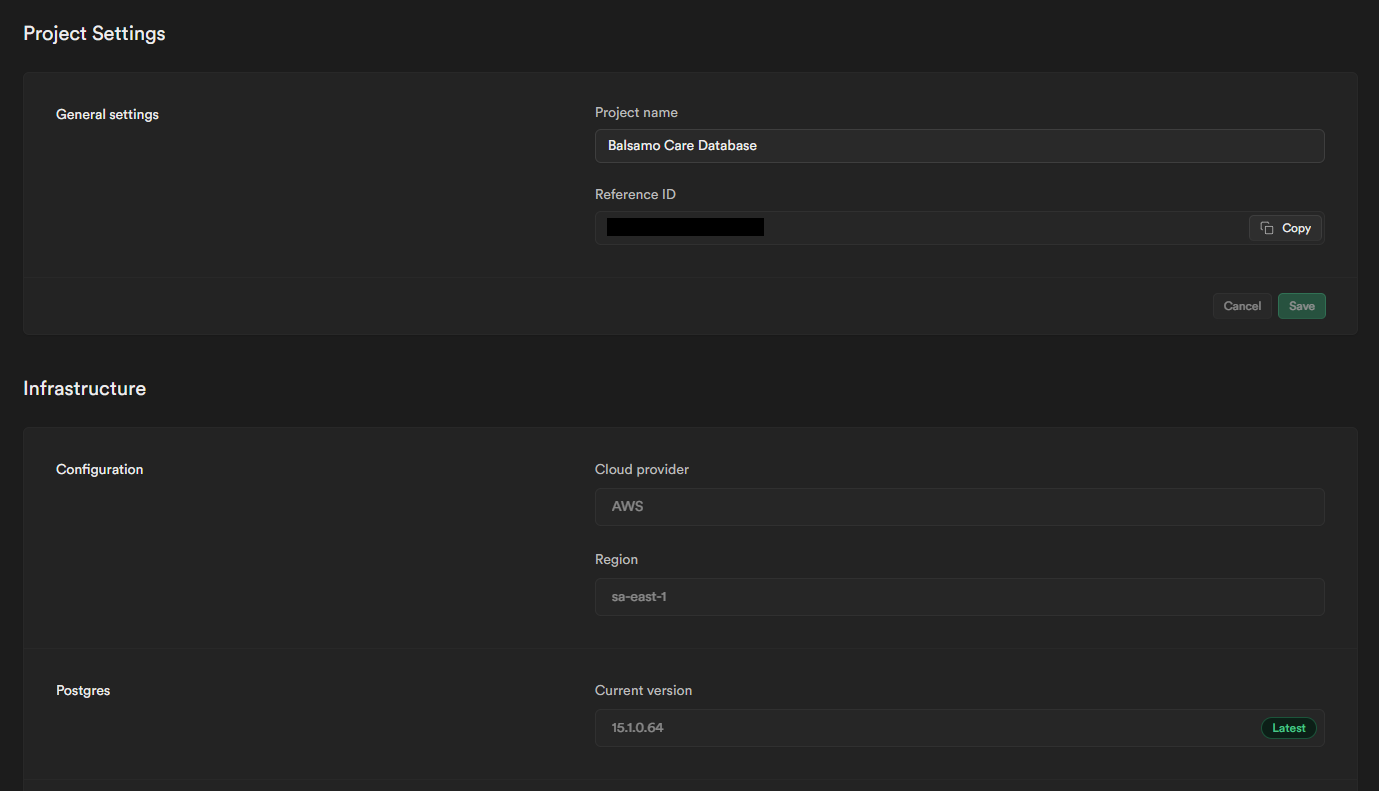 Project Settings
General settings
Project name
Balsamo Care Database
Reference ID
Copy
Cancel
Save
Infrastructure
Configuration
Cloud provider
AWS
Region
sa-east-1
Postgres
Current version
15.1.0.64
Latest